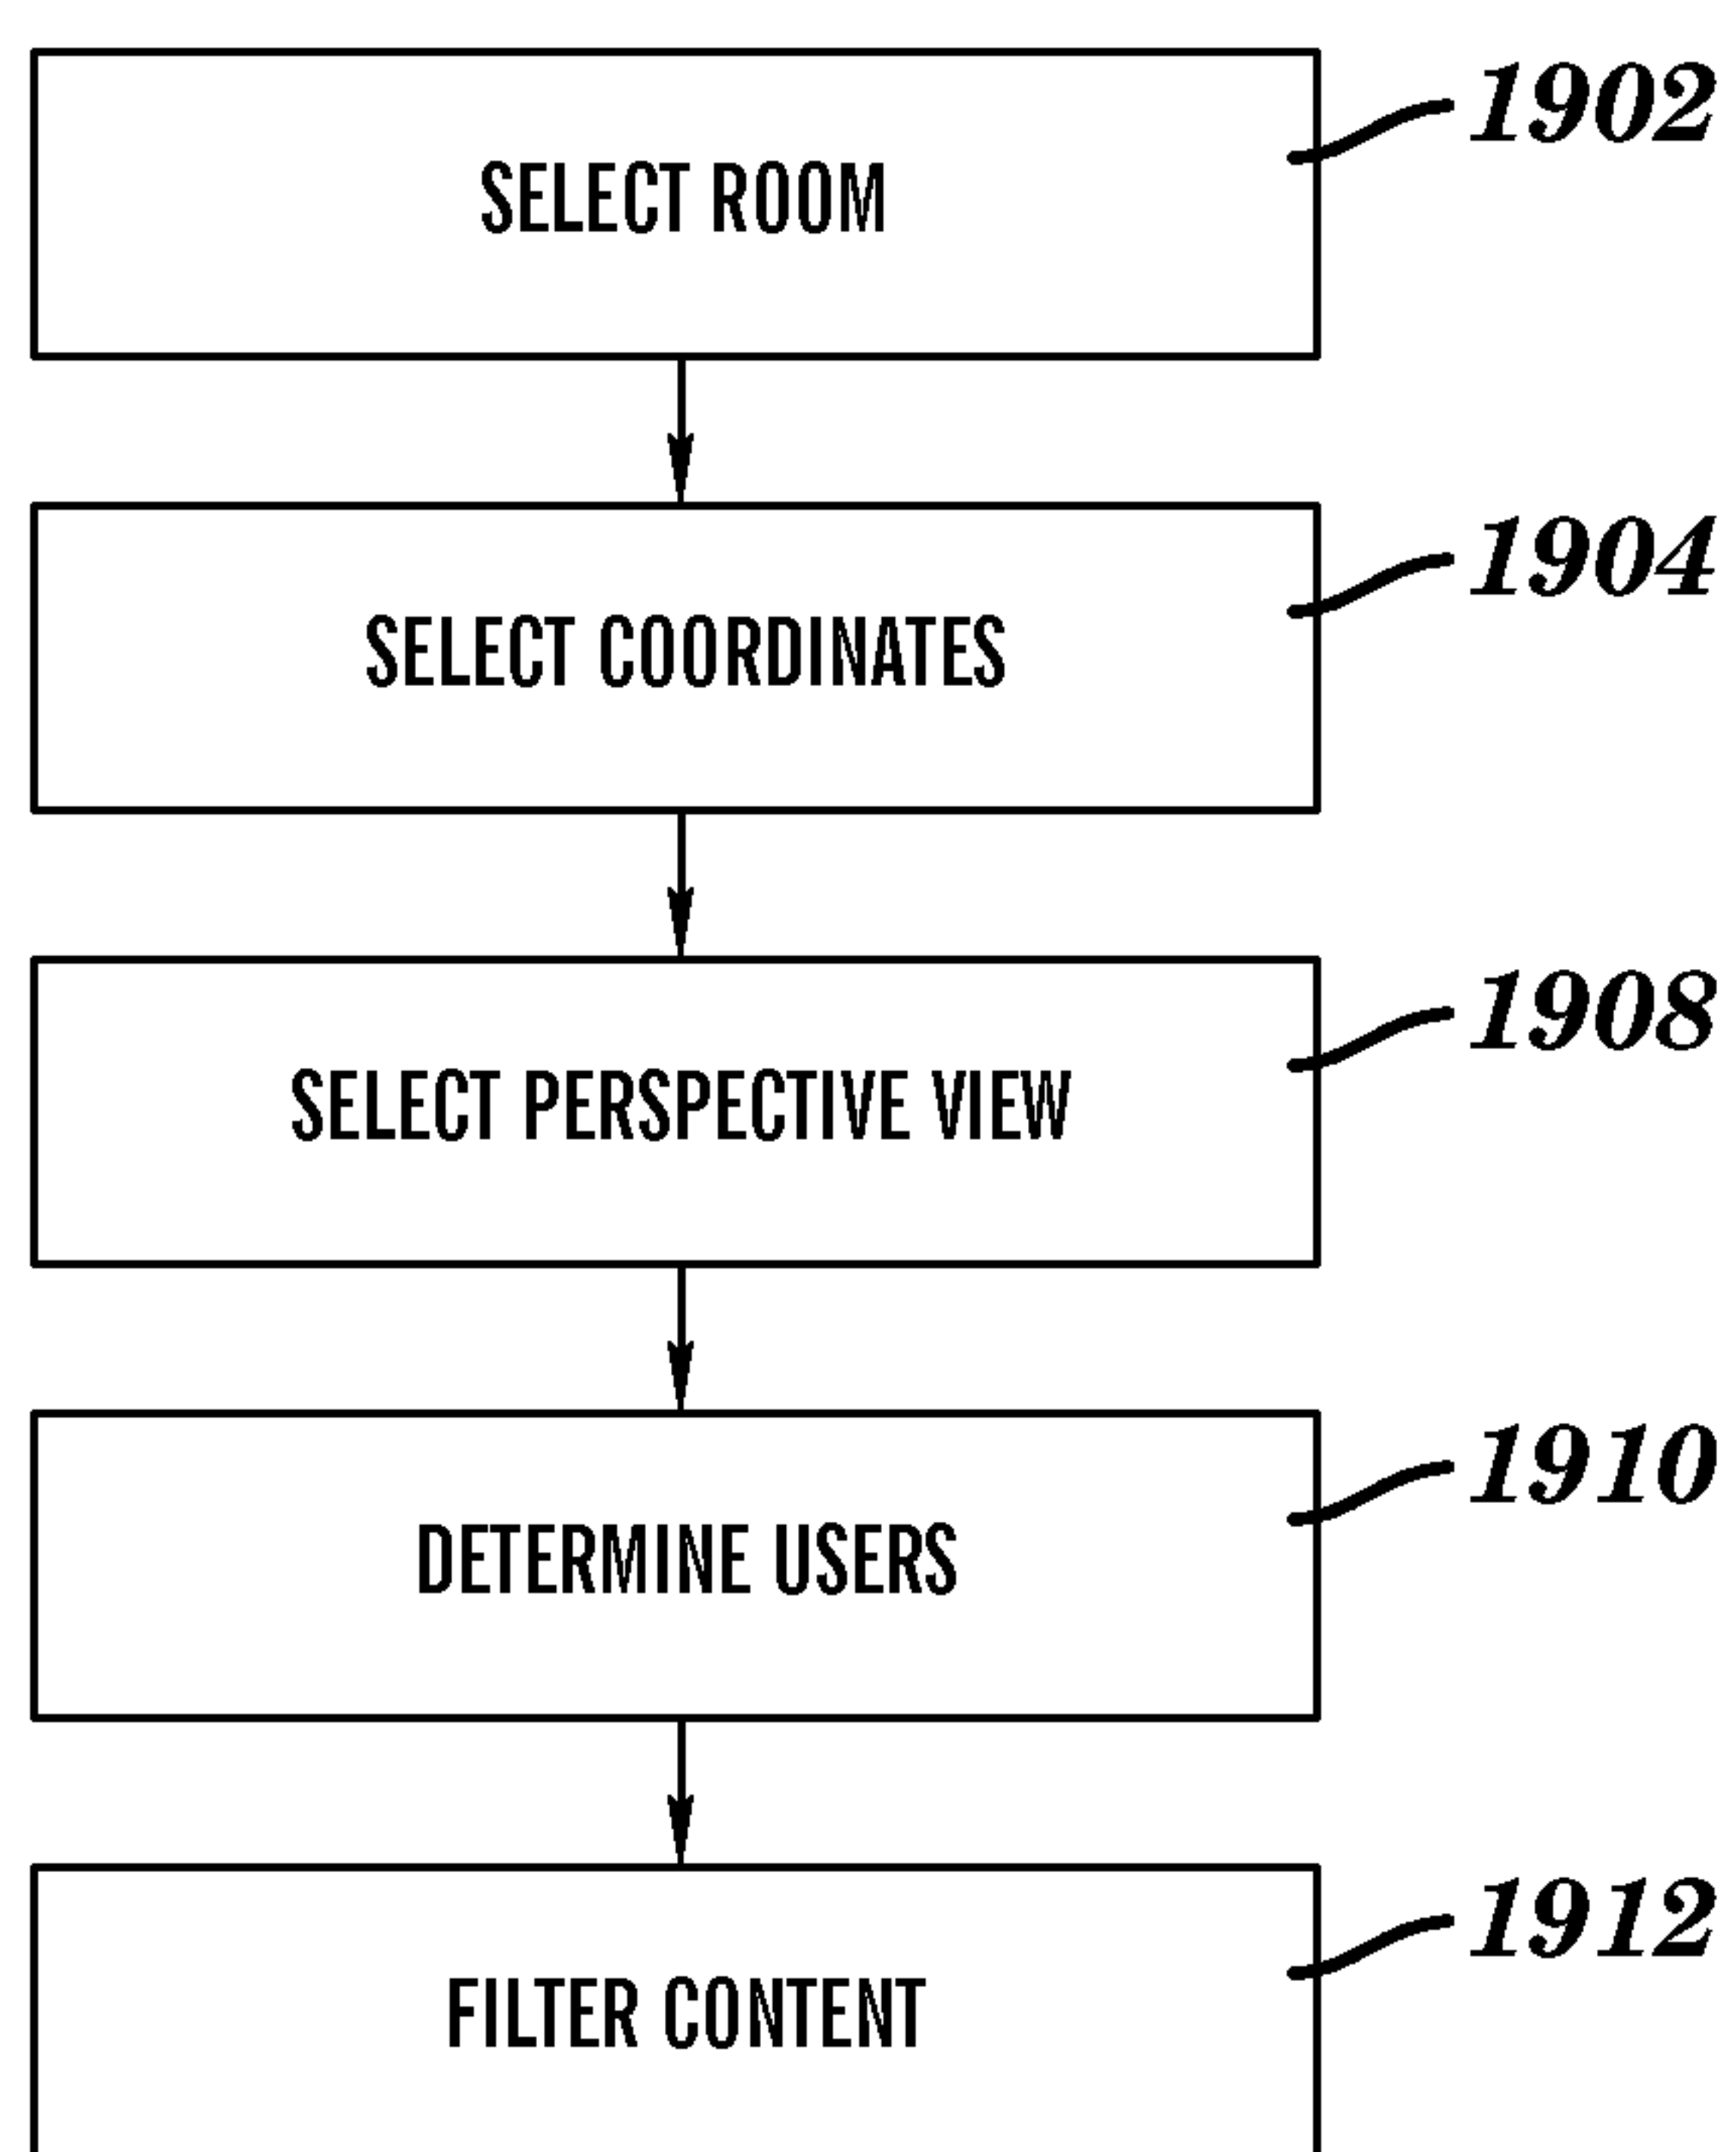 SELECT ROOM
1902
SELECT COORDINATES
1904
SELECT PERSPECTIVE VIEW
1908
DETERMINE USERS
1910
FILTER CONTENT
1912